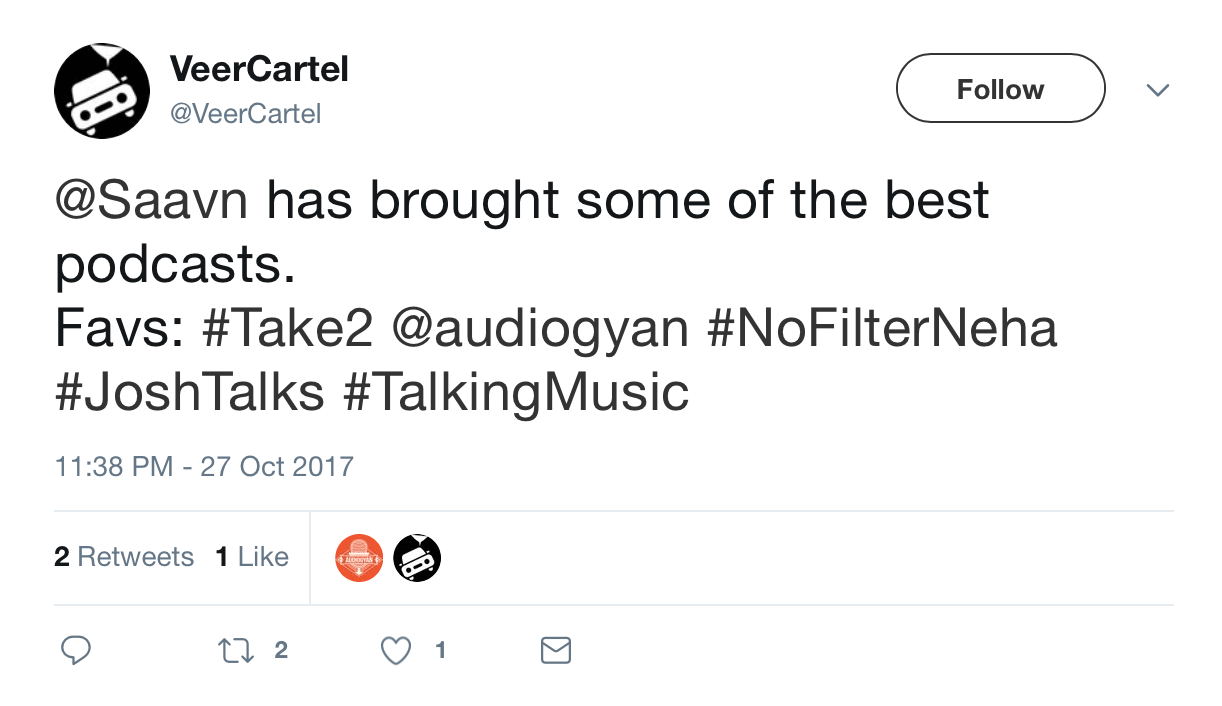 VeerCartel
@VeerCartel
Follow
@Saavn has brought some of the best
podcasts.
Favs: #Take2 @audiogyan #NoFilterNeha
#JoshTalks #TalkingMusic
11:38 PM - 27 Oct 2017
2 Retweets 1 Like
AUDIOGYAN
2 1